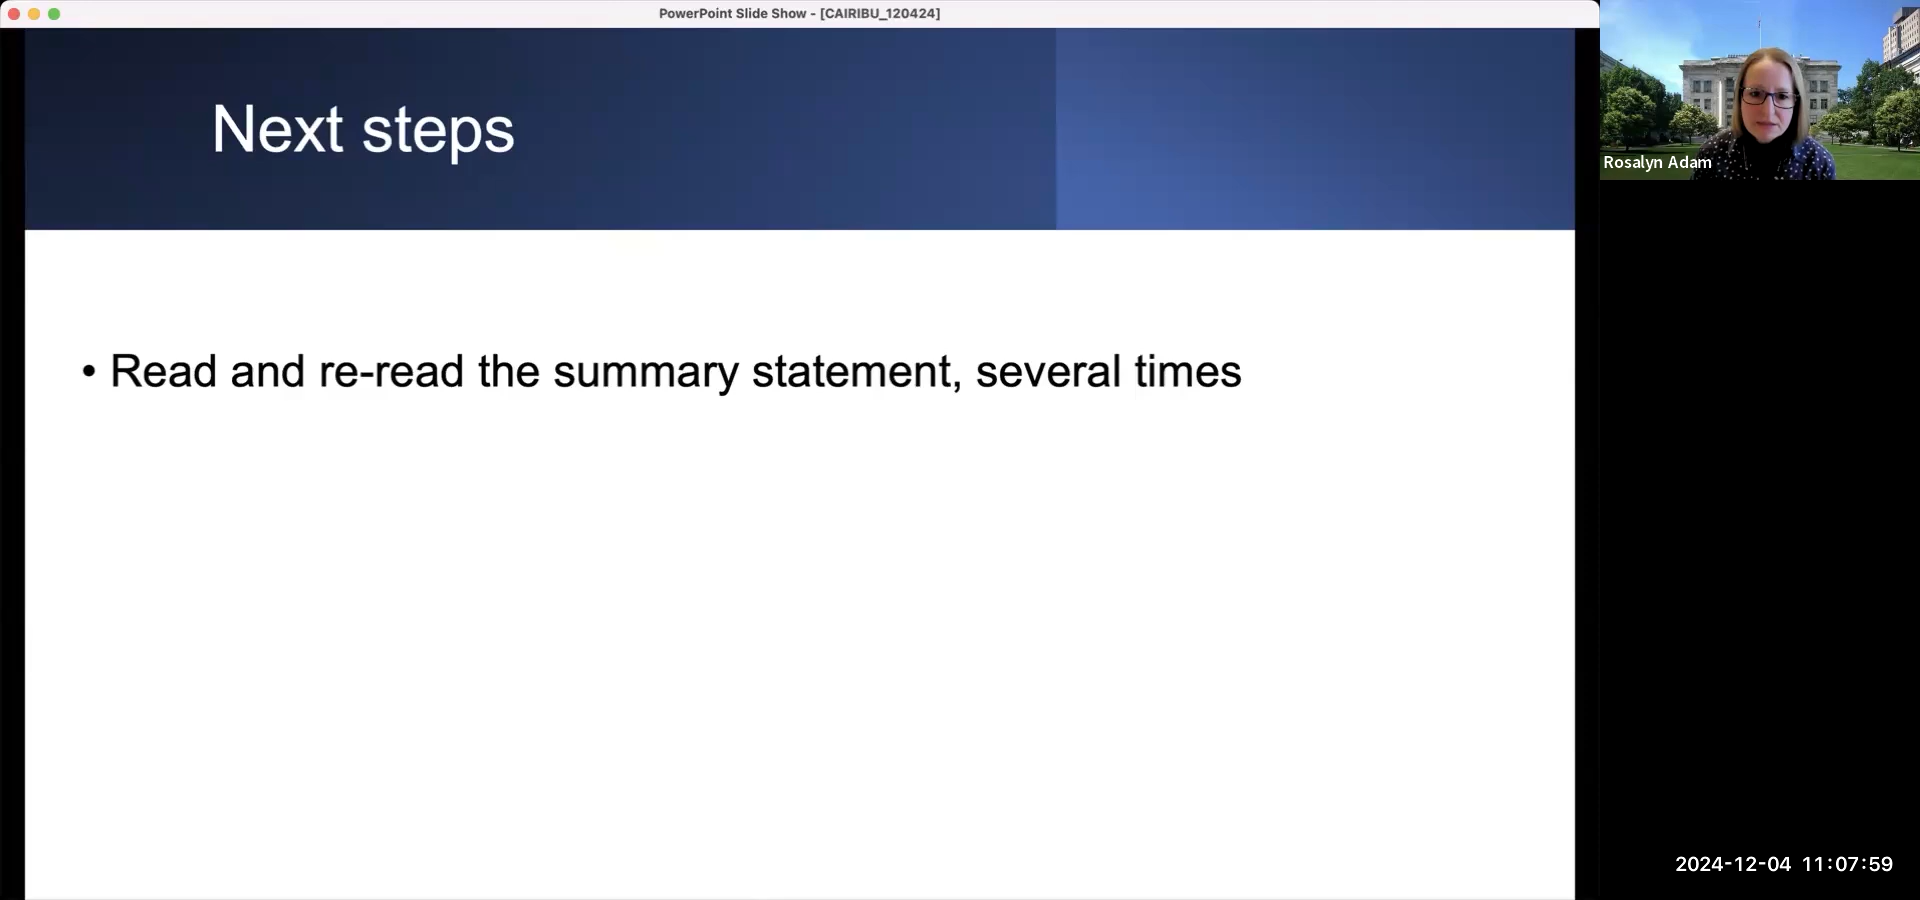 PowerPoint Slide Show - [CAIRIBU_120424]
Next steps
• Read and re-read the summary statement, several times
Rosalyn Adam
2024-12-04 11:07:59